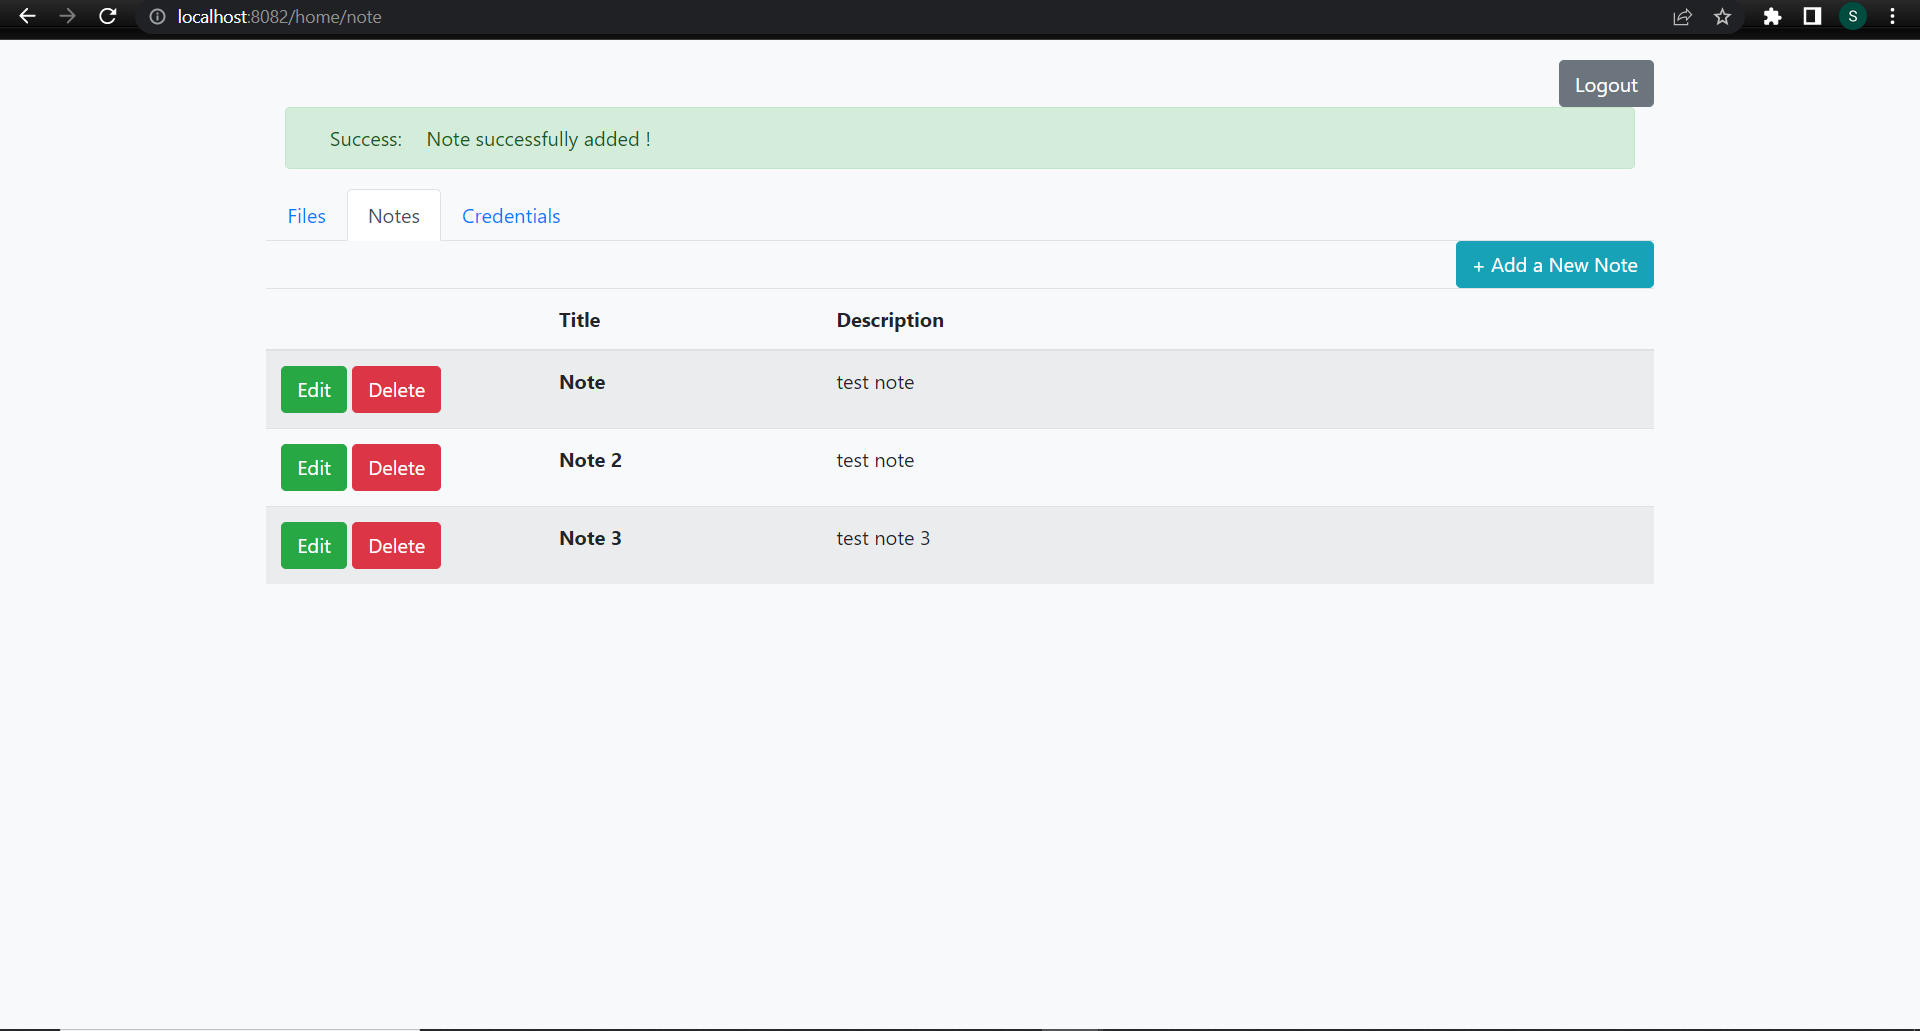 localhost:8082/home/note
S
Logout
Success: Note successfully added !
Files Notes Credentials
+ Add a New Note
Title Description
Edit Delete Note test note
Edit Delete Note 2 test note
Edit Delete Note 3 test note 3